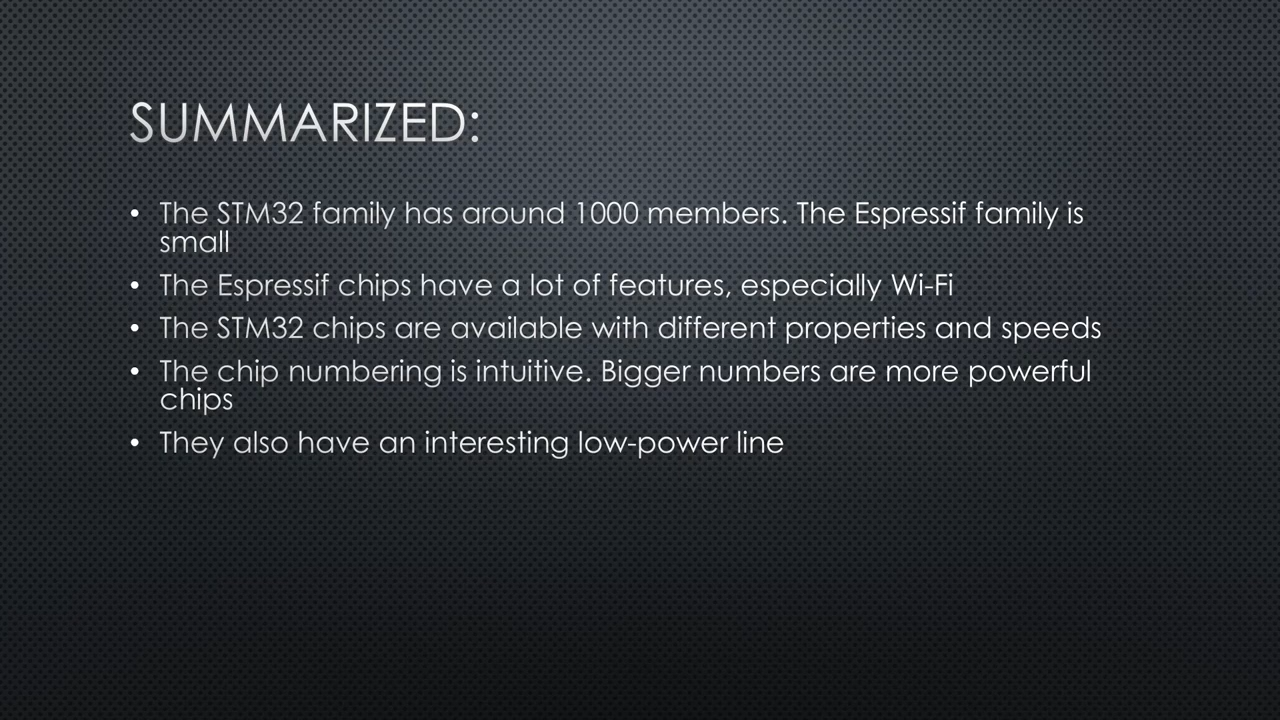 SUMMARIZED:
• The STM32 family has around 1000 members. The Espressif family is
small
• The Espressif chips have a lot of features, especially Wi-Fi
• The STM32 chips are available with different properties and speeds
• The chip numbering is intuitive. Bigger numbers are more powerful
chips
• They also have an interesting low-power line